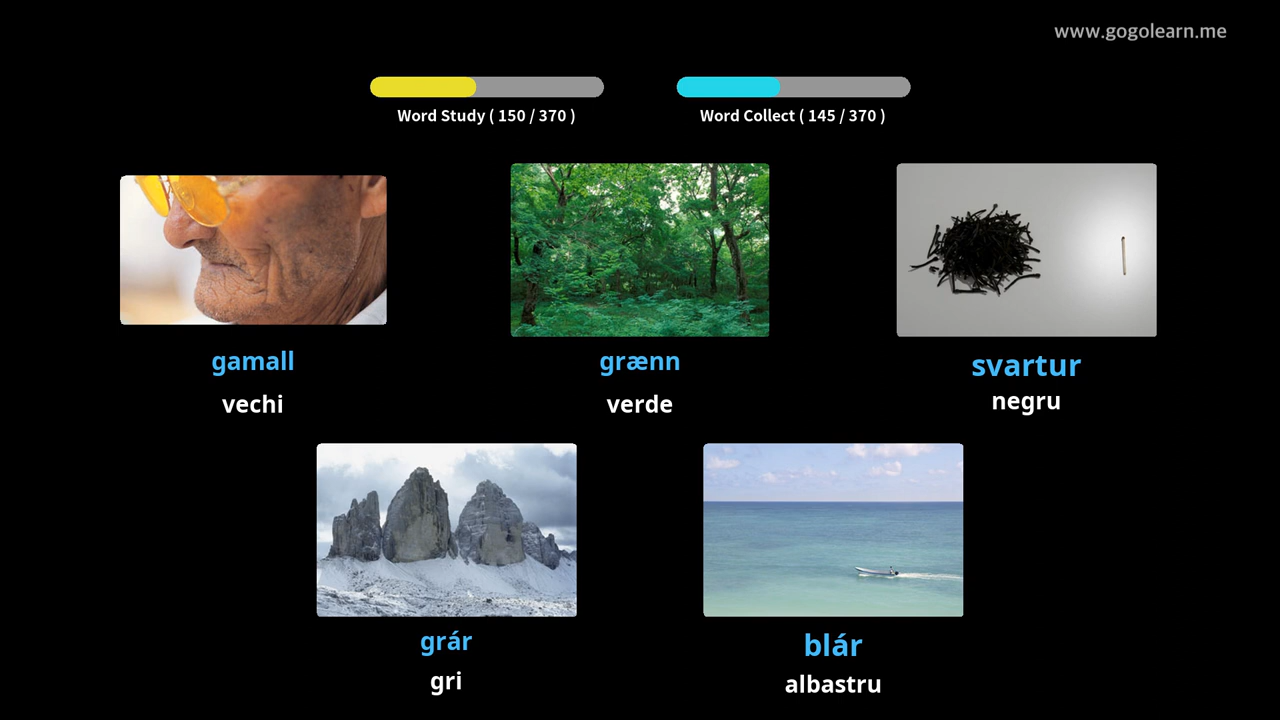 www.gogolearn.me
Word Study ( 150 / 370 )
Word Collect ( 145 / 370 )
gamall
vechi
grænn
verde
svartur
negru
grár
gri
blár
albastru